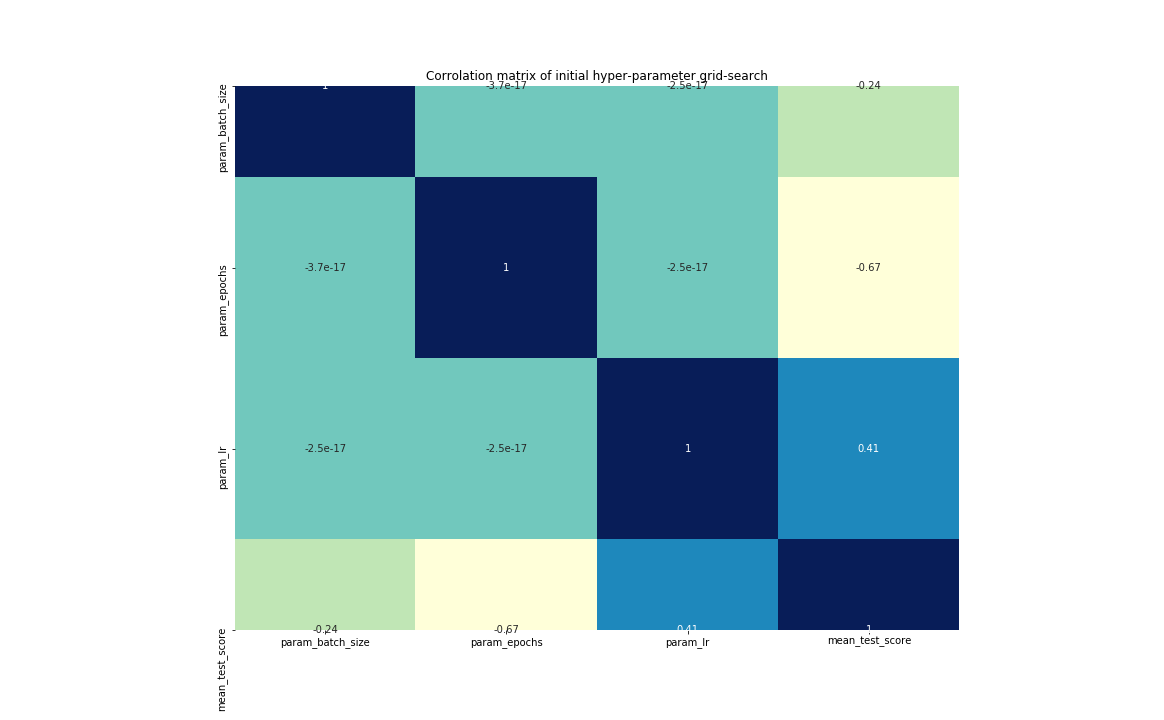 Corrolation matrix of initial hyper-parameter grid-search
param_batch_size
1
-3.7e-17
-2.5e-17
-0.24
param_epochs
-3.7e-17
1
-2.5e-17
-0.67
param_lr
-2.5e-17
-2.5e-17
1
0.41
mean_test_score
-0.24
-0.67
0.41
1
param_batch_size
param_epochs
param_lr
mean_test_score